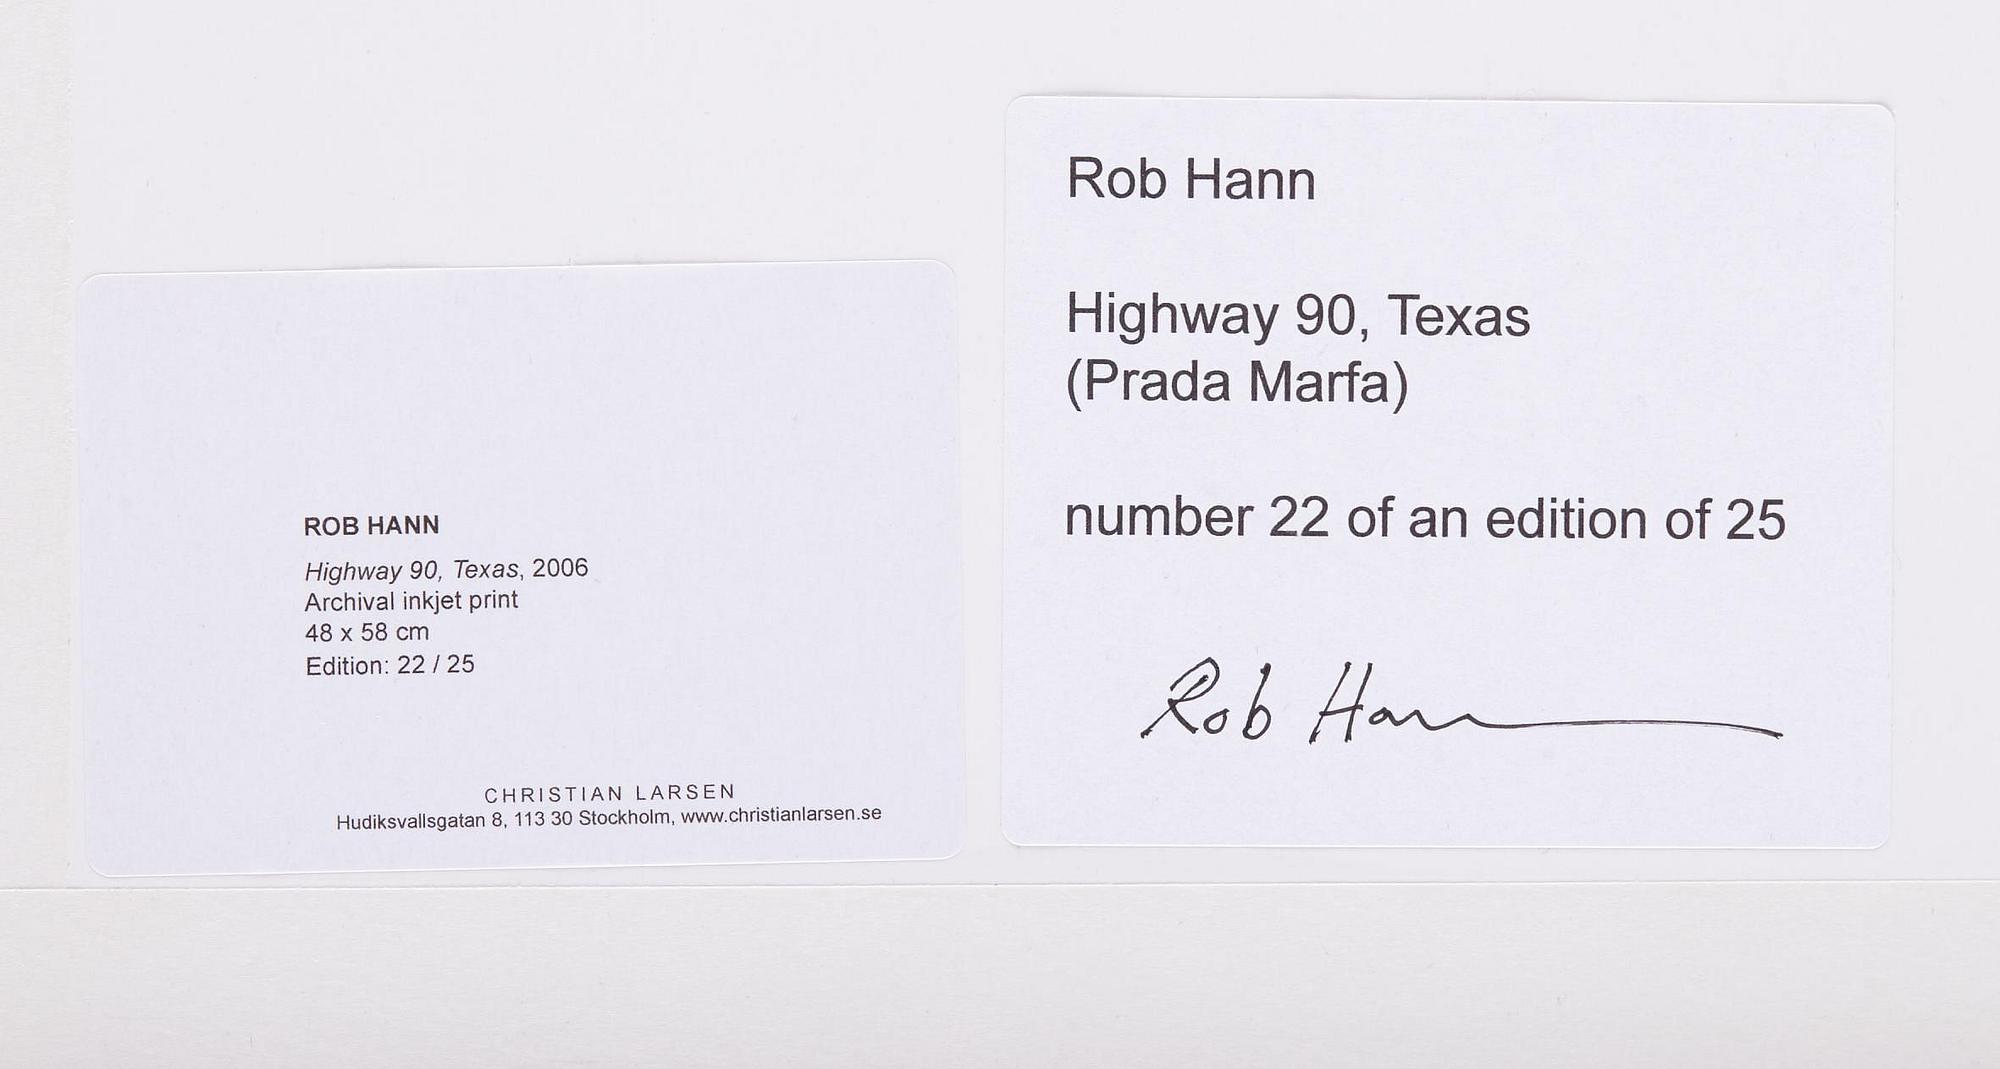 ROB HANN
Highway 90, Texas, 2006
Archival inkjet print
48 x 58 cm
Edition: 22 / 25
CHRISTIAN LARSEN
Hudiksvallsgatan 8, 113 30 Stockholm, www.christianlarsen.se
Rob Hann
Highway 90, Texas
(Prada Marfa)
number 22 of an edition of 25
Rob Hann